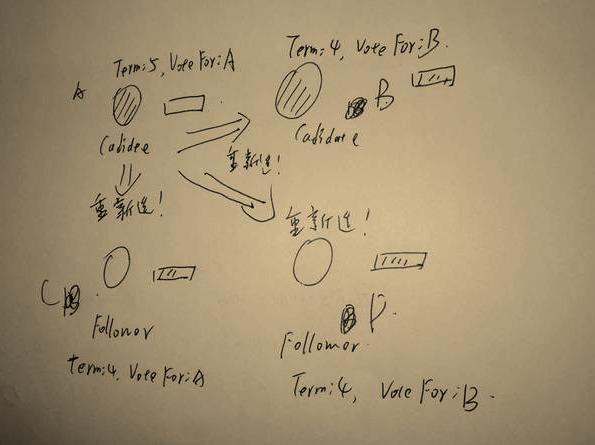 Term:5, Vote For:A
Term:4, Vote For:B.
A
B
Cadidate
重新选!
重新选!
重新选!
C
D.
Follower
Follower.
Term:4, Vote For:A
Term:4, Vote For:B.